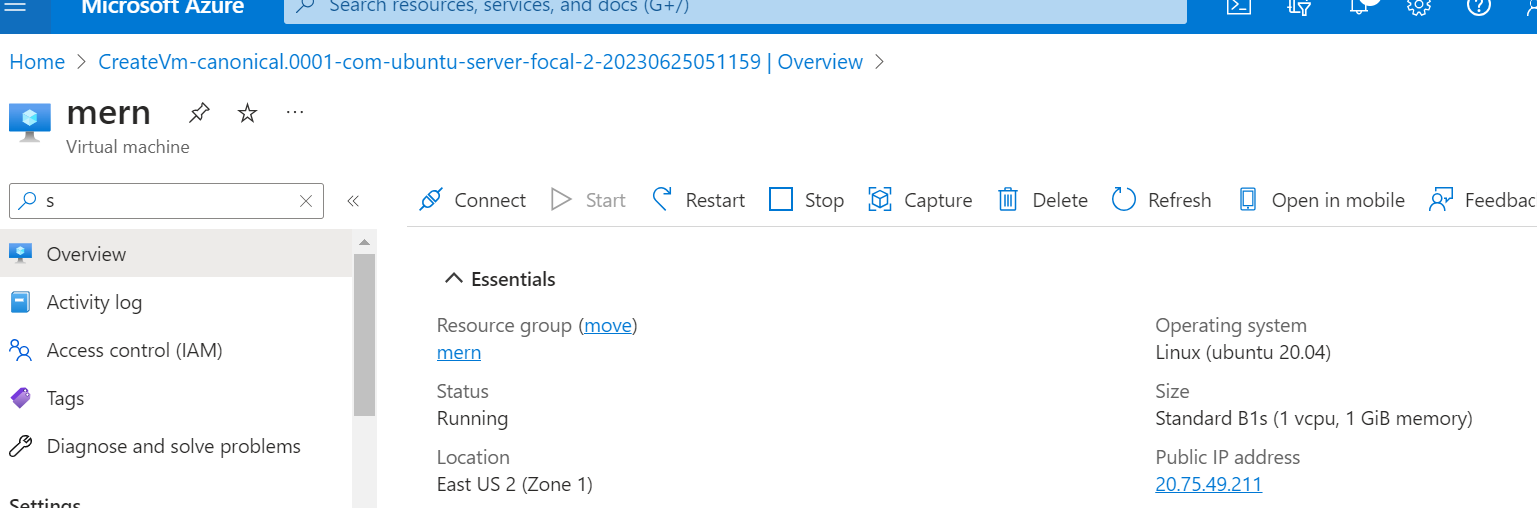 Microsoft Azure
Search resources, services, and docs (G+/)
Home > CreateVm-canonical.0001-com-ubuntu-server-focal-2-20230625051159 | Overview >
mern
Virtual machine
s
Connect Start Restart Stop Capture Delete Refresh Open in mobile Feedbac
Overview
Activity log
Access control (IAM)
Tags
Diagnose and solve problems
Settings
Essentials
Resource group (move)
mern
Status
Running
Location
East US 2 (Zone 1)
Operating system
Linux (ubuntu 20.04)
Size
Standard B1s (1 vcpu, 1 GiB memory)
Public IP address
20.75.49.211